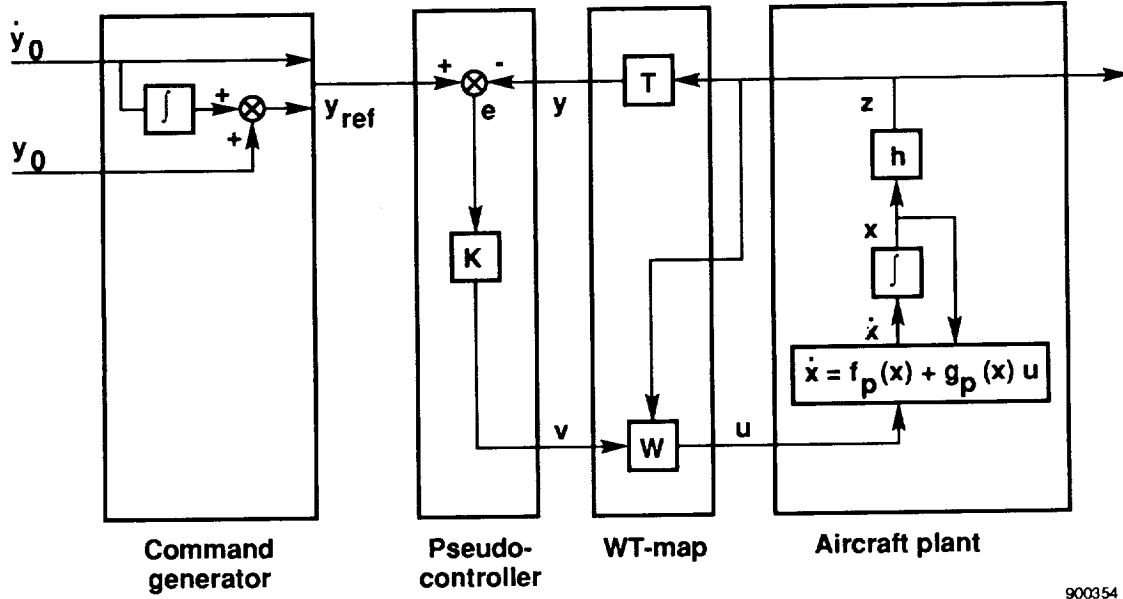 ẏ0
y0
∫
+
+
yref
+
-
e
y
K
v
T
W
u
z
h
x
∫
ẋ
ẋ = fp(x) + gp(x) u
Command
generator
Pseudo-
controller
WT-map
Aircraft plant
900354